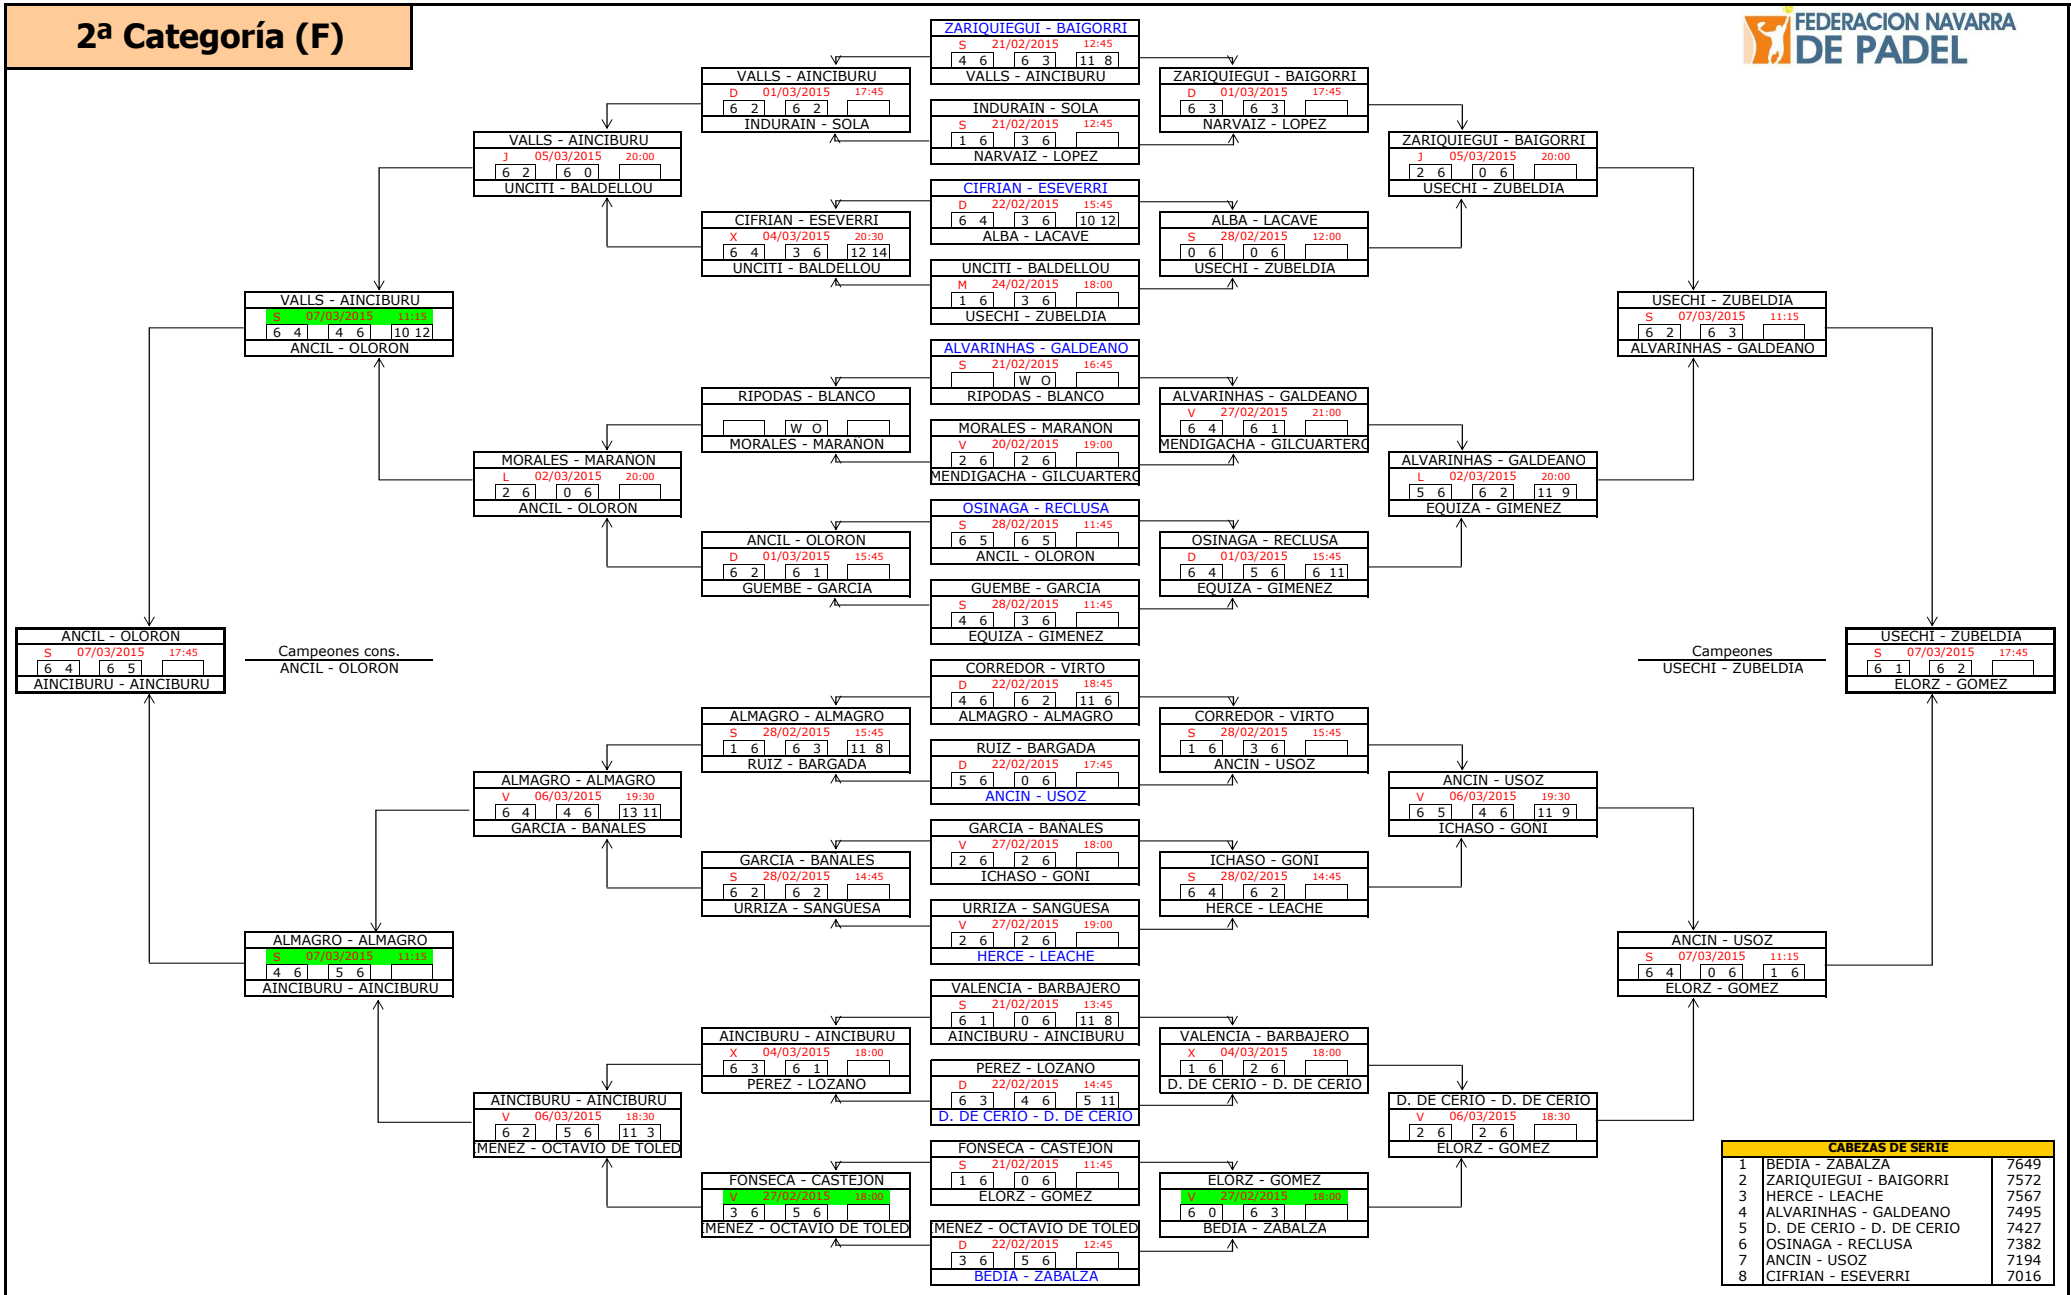 2ª Categoría (F)
FEDERACION NAVARRA
DE PADEL
ZARIQUIEGUI - BAIGORRI
S 21/02/2015 12:45
4 6 6 3 11 8
VALLS - AINCIBURU
INDURAIN - SOLA
S 21/02/2015 12:45
1 6 3 6
NARVAIZ - LOPEZ
CIFRIAN - ESEVERRI
D 22/02/2015 15:45
6 4 3 6 10 12
ALBA - LACAVE
UNCITI - BALDELLOU
M 24/02/2015 18:00
1 6 3 6
USECHI - ZUBELDIA
ALVARINHAS - GALDEANO
S 21/02/2015 16:45
W O
RIPODAS - BLANCO
MORALES - MARAÑON
V 20/02/2015 19:00
2 6 2 6
MENDIGACHA - GILCUARTERO
OSINAGA - RECLUSA
S 28/02/2015 11:45
6 5 6 5
ANCIL - OLORON
GUEMBE - GARCIA
S 28/02/2015 11:45
4 6 3 6
EQUIZA - GIMENEZ
CORREDOR - VIRTO
D 22/02/2015 18:45
4 6 6 2 11 6
ALMAGRO - ALMAGRO
RUIZ - BARGADA
D 22/02/2015 17:45
5 6 0 6
ANCIN - USOZ
GARCIA - BAÑALES
V 27/02/2015 18:00
2 6 2 6
ICHASO - GOÑI
URRIZA - SANGÜESA
V 27/02/2015 19:00
2 6 2 6
HERCE - LEACHE
VALENCIA - BARBAJERO
S 21/02/2015 13:45
6 1 0 6 11 8
AINCIBURU - AINCIBURU
PEREZ - LOZANO
D 22/02/2015 14:45
6 3 4 6 5 11
D. DE CERIO - D. DE CERIO
FONSECA - CASTEJON
S 21/02/2015 11:45
1 6 0 6
ELORZ - GOMEZ
MENEZ - OCTAVIO DE TOLED
D 22/02/2015 12:45
3 6 5 6
BEDIA - ZABALZA
VALLS - AINCIBURU
D 01/03/2015 17:45
6 2 6 2
INDURAIN - SOLA
CIFRIAN - ESEVERRI
X 04/03/2015 20:30
6 4 3 6 12 14
UNCITI - BALDELLOU
RIPODAS - BLANCO
W O
MORALES - MARAÑON
ANCIL - OLORON
D 01/03/2015 15:45
6 2 6 1
GUEMBE - GARCIA
ALMAGRO - ALMAGRO
S 28/02/2015 15:45
1 6 6 3 11 8
RUIZ - BARGADA
GARCIA - BAÑALES
S 28/02/2015 14:45
6 2 6 2
URRIZA - SANGÜESA
AINCIBURU - AINCIBURU
X 04/03/2015 18:00
6 3 6 1
PEREZ - LOZANO
FONSECA - CASTEJON
V 27/02/2015 18:00
3 6 5 6
MENEZ - OCTAVIO DE TOLED
VALLS - AINCIBURU
J 05/03/2015 20:00
6 2 6 0
UNCITI - BALDELLOU
MORALES - MARAÑON
L 02/03/2015 20:00
2 6 0 6
ANCIL - OLORON
ALMAGRO - ALMAGRO
V 06/03/2015 19:30
6 4 4 6 13 11
GARCIA - BAÑALES
AINCIBURU - AINCIBURU
V 06/03/2015 18:30
6 2 5 6 11 3
MENEZ - OCTAVIO DE TOLED
VALLS - AINCIBURU
S 07/03/2015 11:15
6 4 4 6 10 12
ANCIL - OLORON
ALMAGRO - ALMAGRO
S 07/03/2015 11:15
4 6 5 6
AINCIBURU - AINCIBURU
ANCIL - OLORON
S 07/03/2015 17:45
6 4 6 5
AINCIBURU - AINCIBURU
Campeones cons.
ANCIL - OLORON
ZARIQUIEGUI - BAIGORRI
D 01/03/2015 17:45
6 3 6 3
NARVAIZ - LOPEZ
ALBA - LACAVE
S 28/02/2015 12:00
0 6 0 6
USECHI - ZUBELDIA
ALVARINHAS - GALDEANO
V 27/02/2015 21:00
6 4 6 1
MENDIGACHA - GILCUARTERO
OSINAGA - RECLUSA
D 01/03/2015 15:45
6 4 5 6 6 11
EQUIZA - GIMENEZ
CORREDOR - VIRTO
S 28/02/2015 15:45
1 6 3 6
ANCIN - USOZ
ICHASO - GOÑI
S 28/02/2015 14:45
6 4 6 2
HERCE - LEACHE
VALENCIA - BARBAJERO
X 04/03/2015 18:00
1 6 2 6
D. DE CERIO - D. DE CERIO
ELORZ - GOMEZ
V 27/02/2015 18:00
6 0 6 3
BEDIA - ZABALZA
ZARIQUIEGUI - BAIGORRI
J 05/03/2015 20:00
2 6 0 6
USECHI - ZUBELDIA
ALVARINHAS - GALDEANO
L 02/03/2015 20:00
5 6 6 2 11 9
EQUIZA - GIMENEZ
ANCIN - USOZ
V 06/03/2015 19:30
6 5 4 6 11 9
ICHASO - GOÑI
D. DE CERIO - D. DE CERIO
V 06/03/2015 18:30
2 6 2 6
ELORZ - GOMEZ
USECHI - ZUBELDIA
S 07/03/2015 11:15
6 2 6 3
ALVARINHAS - GALDEANO
ANCIN - USOZ
S 07/03/2015 11:15
6 4 0 6 1 6
ELORZ - GOMEZ
Campeones
USECHI - ZUBELDIA
USECHI - ZUBELDIA
S 07/03/2015 17:45
6 1 6 2
ELORZ - GOMEZ
CABEZAS DE SERIE
1 BEDIA - ZABALZA 7649
2 ZARIQUIEGUI - BAIGORRI 7572
3 HERCE - LEACHE 7567
4 ALVARINHAS - GALDEANO 7495
5 D. DE CERIO - D. DE CERIO 7427
6 OSINAGA - RECLUSA 7382
7 ANCIN - USOZ 7194
8 CIFRIAN - ESEVERRI 7016